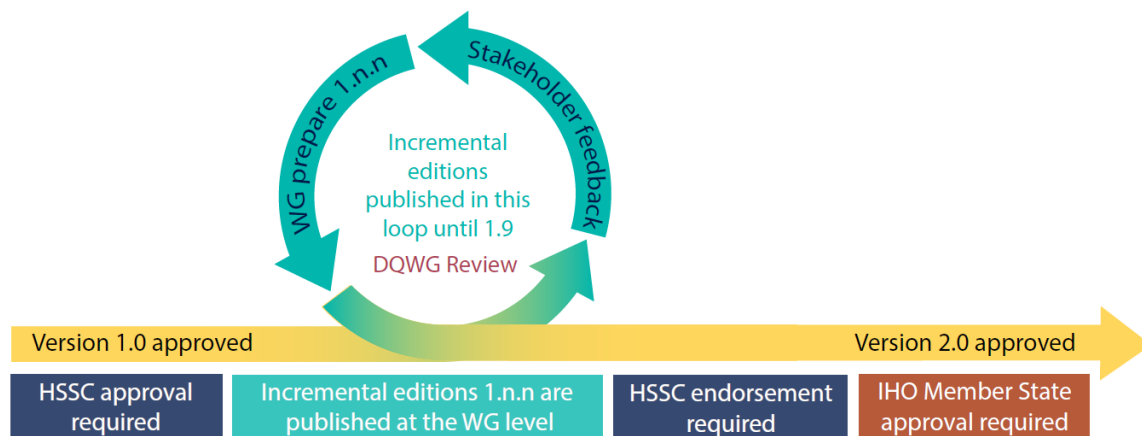 WG prepare 1.n.n
Stakeholder feedback
Incremental
editions
published in this
loop until 1.9
DQWG Review
Version 1.0 approved
Version 2.0 approved
HSSC approval
required
Incremental editions 1.n.n are
published at the WG level
HSSC endorsement
required
IHO Member State
approval required